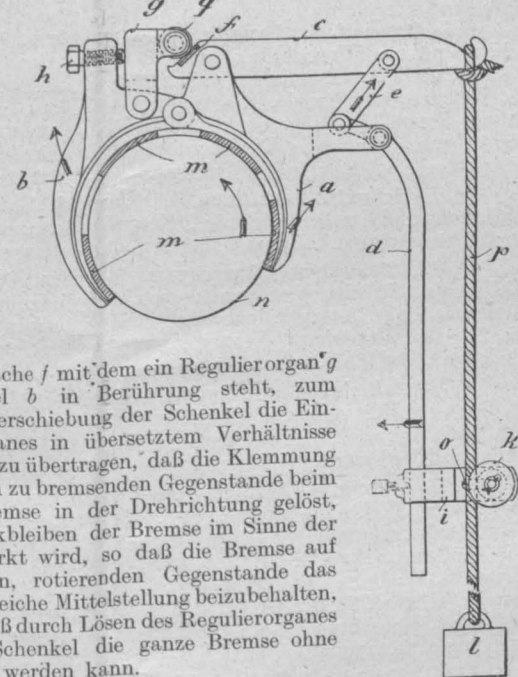 g q f c
h
e
b m a
m d p
n
sche f mit dem ein Regulierorgan g
el b in Berührung steht, zum
erschiebung der Schenkel die Ein-
anes in übersetztem Verhältnisse
zu übertragen, daß die Klemmung
n zu bremsenden Gegenstande beim
emse in der Drehrichtung gelöst,
kbleiben der Bremse im Sinne der
rkt wird, so daß die Bremse auf
n, rotierenden Gegenstande das
eiche Mittelstellung beizubehalten,
ß durch Lösen des Regulierorganes
Schenkel die ganze Bremse ohne
werden kann.
o k
i
l